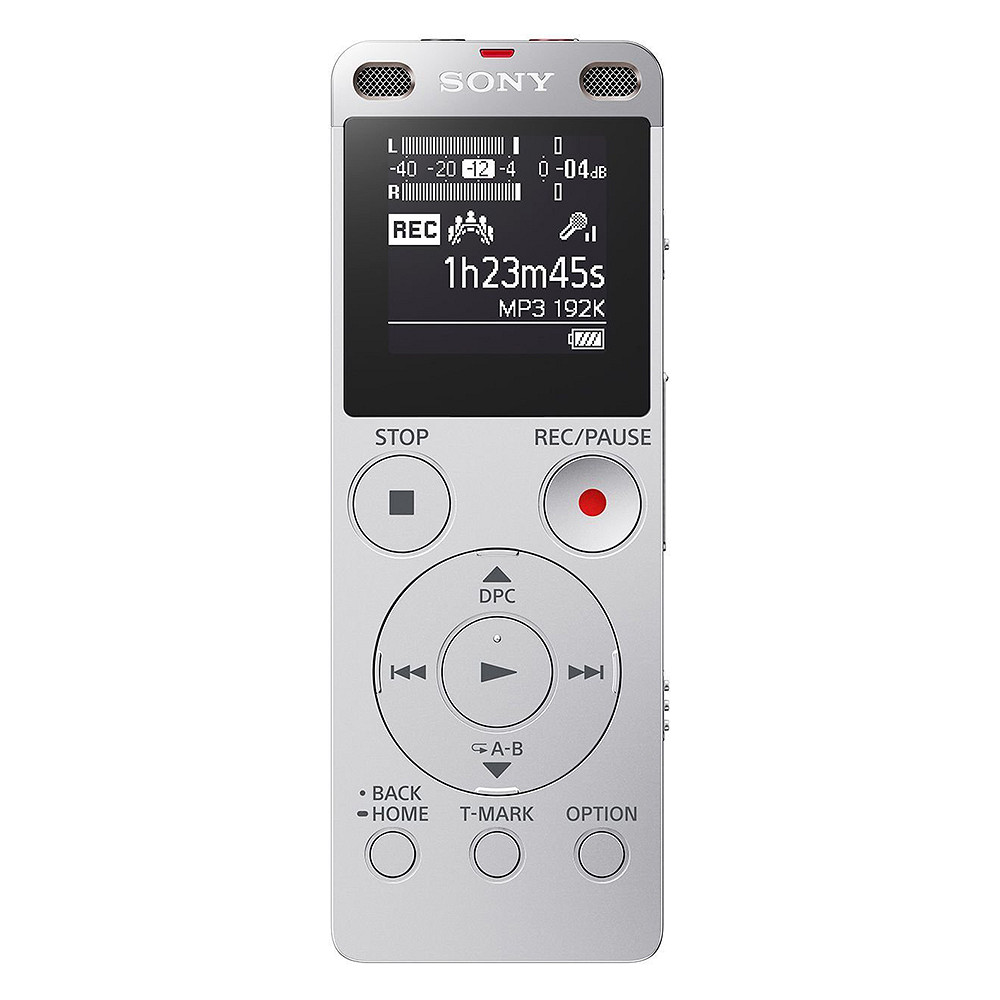 SONY
L
-40 -20 -12 -4 0 -04dB
R
REC
1h23m45s
MP3 192K
STOP REC/PAUSE
DPC
A-B
• BACK
HOME T-MARK OPTION